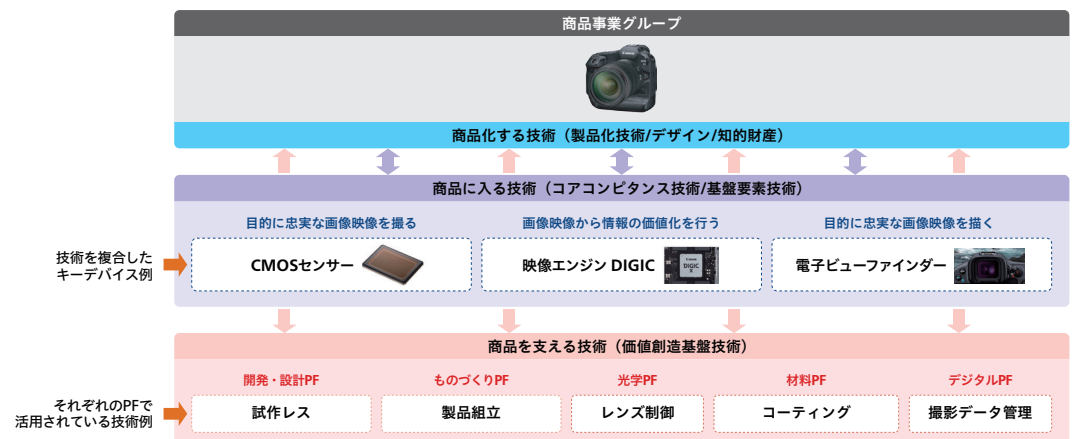 商品事業グループ
Canon
商品化する技術（製品化技術/デザイン/知的財産）
商品に入る技術（コアコンピタンス技術/基盤要素技術）
目的に忠実な画像映像を撮る
画像映像から情報の価値化を行う
目的に忠実な画像映像を描く
技術を複合した
キーデバイス例
CMOSセンサー
映像エンジン DIGIC
Canon
DIGIC
X
電子ビューファインダー
商品を支える技術（価値創造基盤技術）
開発・設計PF
ものづくりPF
光学PF
材料PF
デジタルPF
それぞれのPFで
活用されている技術例
試作レス
製品組立
レンズ制御
コーティング
撮影データ管理